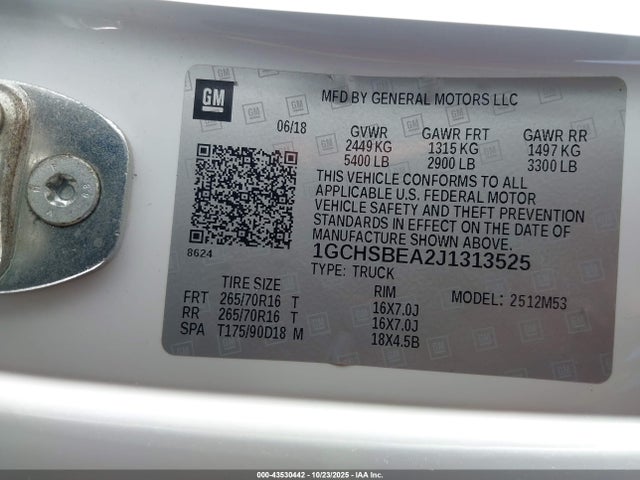 GM
MFD BY GENERAL MOTORS LLC
06/18 GVWR GAWR FRT GAWR RR
2449 KG 1315 KG 1497 KG
5400 LB 2900 LB 3300 LB
THIS VEHICLE CONFORMS TO ALL
APPLICABLE U.S. FEDERAL MOTOR
VEHICLE SAFETY AND THEFT PREVENTION
STANDARDS IN EFFECT ON THE DATE
OF MANUFACTURE SHOWN ABOVE.
8624 1GCHSBEA2J1313525
TYPE: TRUCK
TIRE SIZE RIM MODEL: 2512M53
FRT 265/70R16 T 16X7.0J
RR 265/70R16 T 16X7.0J
SPA T175/90D18 M 18X4.5B
000-43530442 - 10/23/2025 - IAAI, Inc.